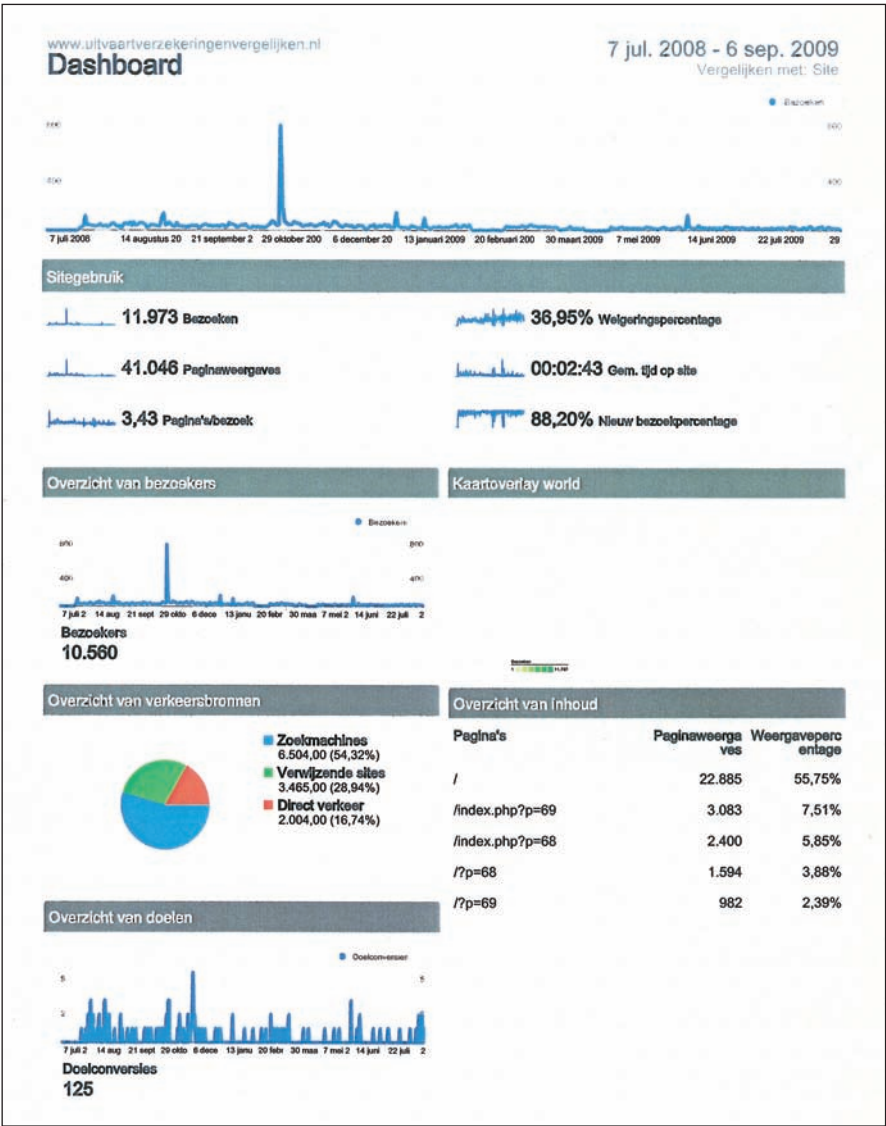 www.uitvaartverzekeringenvergelijken.nl
Dashboard
7 jul. 2008 - 6 sep. 2009
Vergelijken met: Site
Bezoeken
800 800
400 400
7 juli 2008 14 augustus 20 21 september 2 29 oktober 200 6 december 20 13 januari 2009 20 februari 200 30 maart 2009 7 mei 2009 14 juni 2009 22 juli 2009 29
Sitegebruik
11.973 Bezoeken
36,95% Weigeringspercentage
41.046 Paginaweergaves
00:02:43 Gem. tijd op site
3,43 Pagina's/bezoek
88,20% Nieuw bezoekpercentage
Overzicht van bezoekers
Bezoekers
800 800
400 400
7 juli 2 14 aug 21 sept 29 okto 6 dece 13 janu 20 febr 30 maa 7 mei 2 14 juni 22 juli 2
Bezoekers
10.560
Kaartoverlay world
Bezoeken
Overzicht van verkeersbronnen
Zoekmachines
6.504,00 (54,32%)
Verwijzende sites
3.465,00 (28,94%)
Direct verkeer
2.004,00 (16,74%)
Overzicht van inhoud
Pagina's Paginaweerga Weergaveperc
ves entage
/ 22.885 55,75%
/index.php?p=69 3.083 7,51%
/index.php?p=68 2.400 5,85%
/?p=68 1.594 3,88%
/?p=69 982 2,39%
Overzicht van doelen
Doelconversies
5 5
2 2
7 juli 2 14 aug 21 sept 29 okto 6 dece 13 janu 20 febr 30 maa 7 mei 2 14 juni 22 juli 2
Doelconversies
125